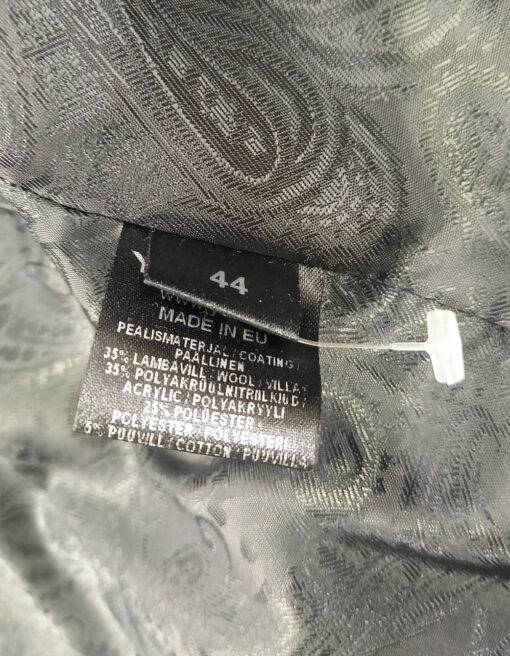 44
MADE IN EU
PEALISMATERJAL/COATING/
PÄÄLLINEN
35% LAMBAVILL/WOOL/VILLA
35% POLYAKRÜÜLNITRIILKIUD/
ACRYLIC/POLYAKRYYLI
25% POLÜESTER
POLYESTER/POLYESTERI
5% PUUVILL/COTTON/PUUVILLA